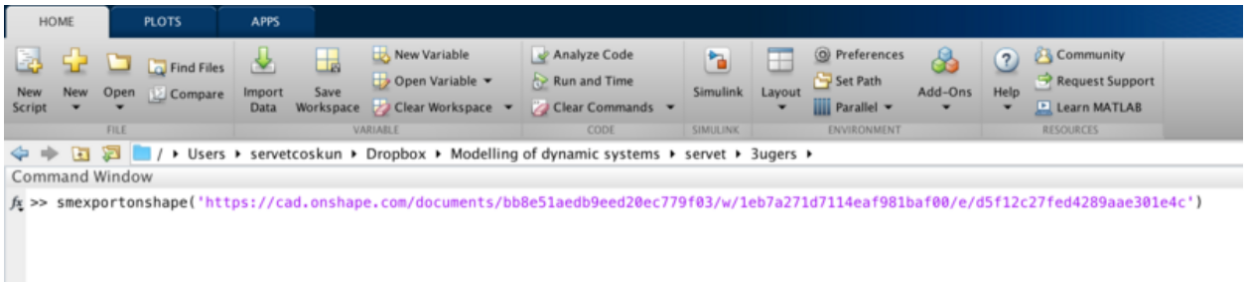 HOME PLOTS APPS
New Variable Analyze Code Preferences Community
Find Files Open Variable Run and Time Set Path Request Support
New New Open Compare Import Save Clear Workspace Clear Commands Simulink Layout Parallel Add-Ons Help Learn MATLAB
Script Data Workspace
FILE VARIABLE CODE SIMULINK ENVIRONMENT RESOURCES
/ Users servetcoskun Dropbox Modelling of dynamic systems servet 3ugers
Command Window
fx >> smexportonshape('https://cad.onshape.com/documents/bb8e51aedb9eed20ec779f03/w/1eb7a271d7114eaf981baf00/e/d5f12c27fed4289aae301e4c')